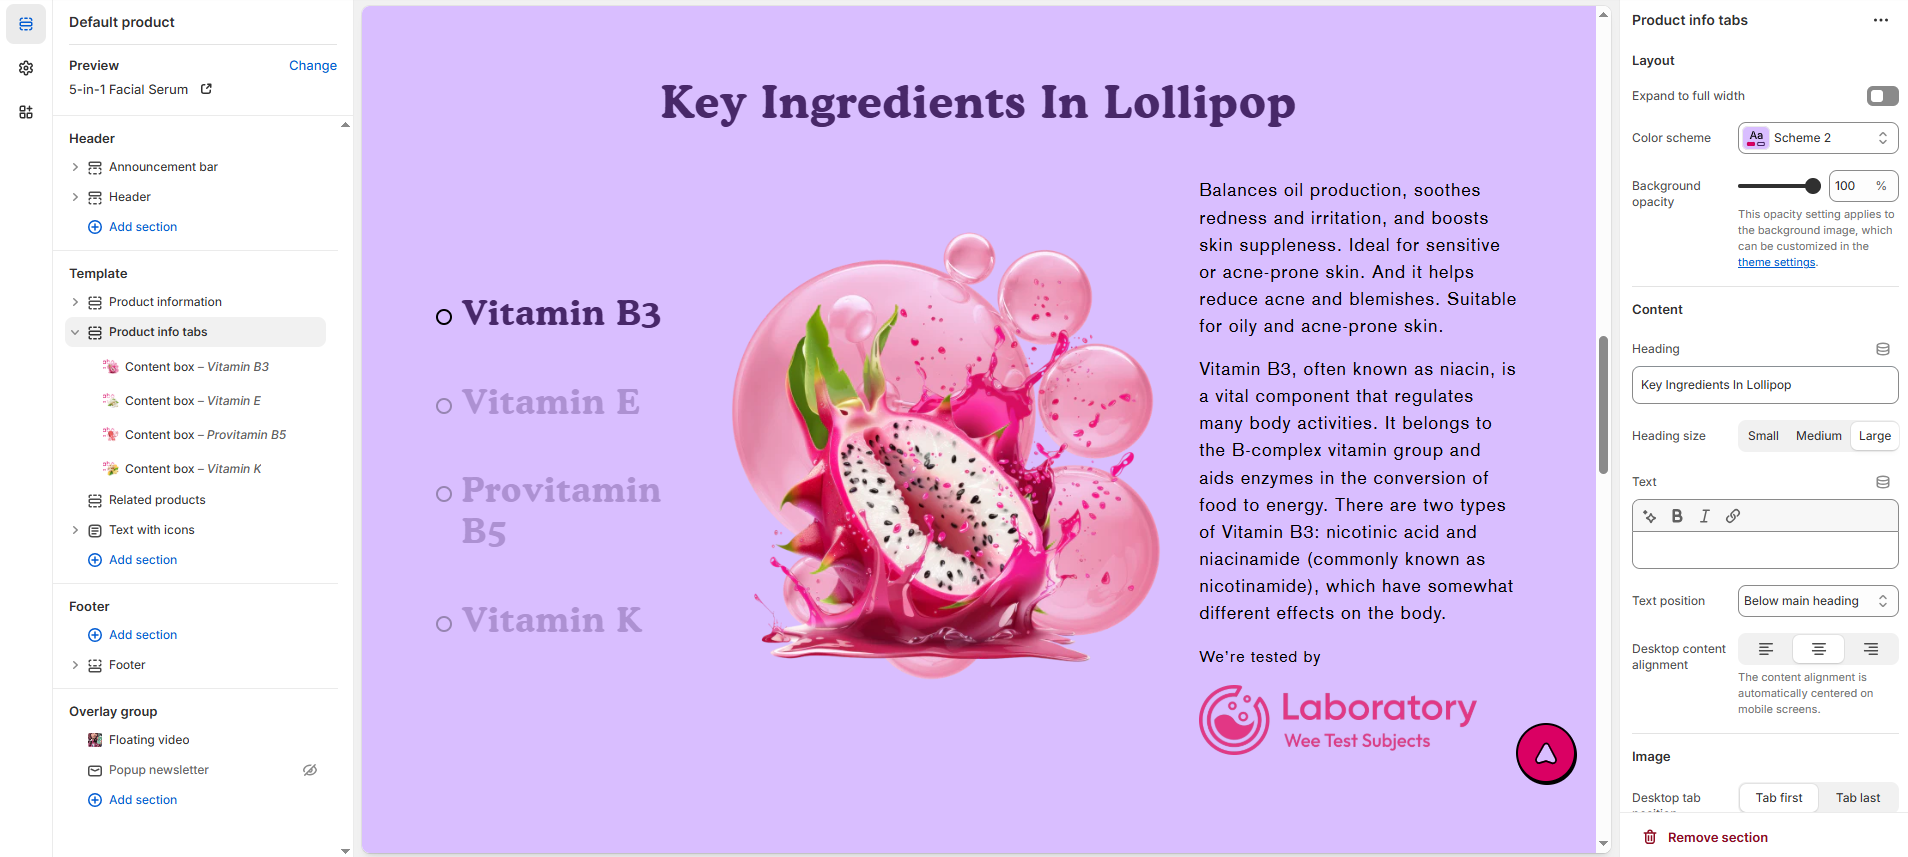 Default product
Preview
Change
5-in-1 Facial Serum
Header
Announcement bar
Header
Add section
Template
Product information
Product info tabs
Content box – Vitamin B3
Content box – Vitamin E
Content box – Provitamin B5
Content box – Vitamin K
Related products
Text with icons
Add section
Footer
Add section
Footer
Overlay group
Floating video
Popup newsletter
Add section
Key Ingredients In Lollipop
Vitamin B3
Vitamin E
Provitamin
B5
Vitamin K
Balances oil production, soothes
redness and irritation, and boosts
skin suppleness. Ideal for sensitive
or acne-prone skin. And it helps
reduce acne and blemishes. Suitable
for oily and acne-prone skin.
Vitamin B3, often known as niacin, is
a vital component that regulates
many body activities. It belongs to
the B-complex vitamin group and
aids enzymes in the conversion of
food to energy. There are two types
of Vitamin B3: nicotinic acid and
niacinamide (commonly known as
nicotinamide), which have somewhat
different effects on the body.
We're tested by
Laboratory
Wee Test Subjects
Product info tabs
Layout
Expand to full width
Color scheme
Aa
Scheme 2
Background
opacity
100 %
This opacity setting applies to
the background image, which
can be customized in the
theme settings.
Content
Heading
Key Ingredients In Lollipop
Heading size
Small Medium Large
Text
B I
Text position
Below main heading
Desktop content
alignment
The content alignment is
automatically centered on
mobile screens.
Image
Desktop tab
position
Tab first Tab last
Remove section